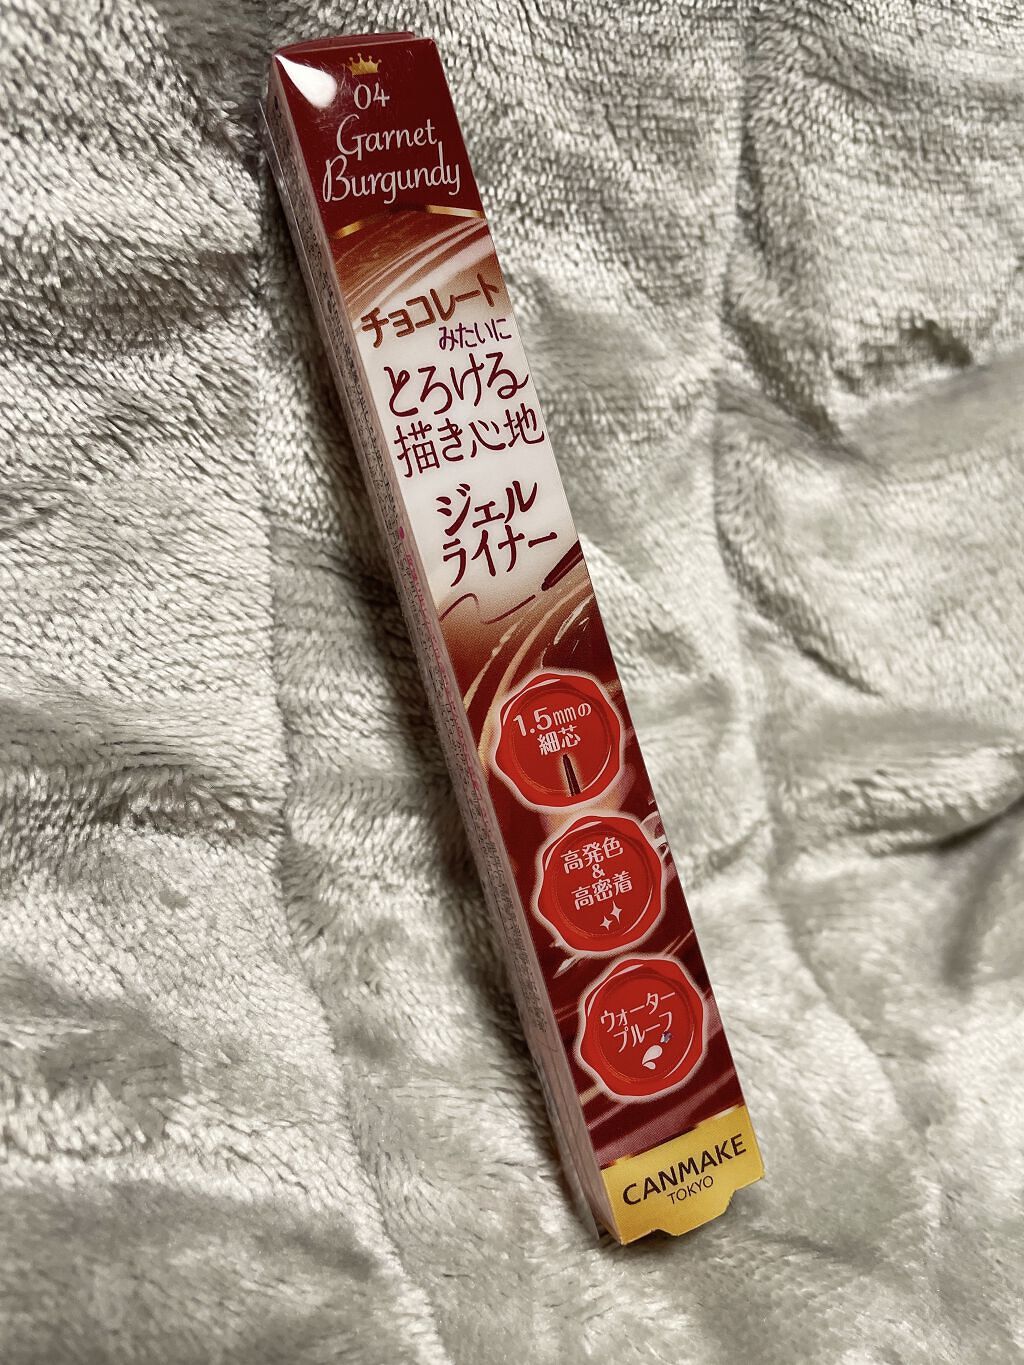 04
Garnet
Burgundy
チョコレート
みたいに
とろける
描き心地
ジェル
ライナー
1.5mmの
細芯
高発色
&
高密着
ウォーター
プルーフ
CANMAKE
TOKYO